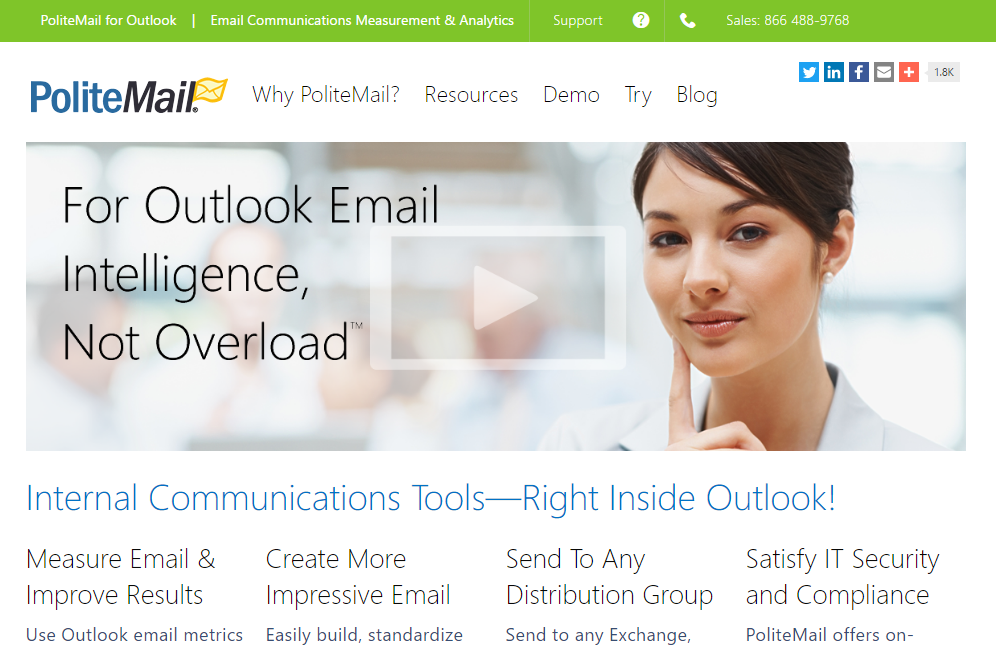 PoliteMail for Outlook | Email Communications Measurement & Analytics Support ? Sales: 866 488-9768
1.8K
PoliteMail® Why PoliteMail? Resources Demo Try Blog
For Outlook Email
Intelligence,
Not Overload™
Internal Communications Tools—Right Inside Outlook!
Measure Email &
Improve Results
Use Outlook email metrics
Create More
Impressive Email
Easily build, standardize
Send To Any
Distribution Group
Send to any Exchange,
Satisfy IT Security
and Compliance
PoliteMail offers on-